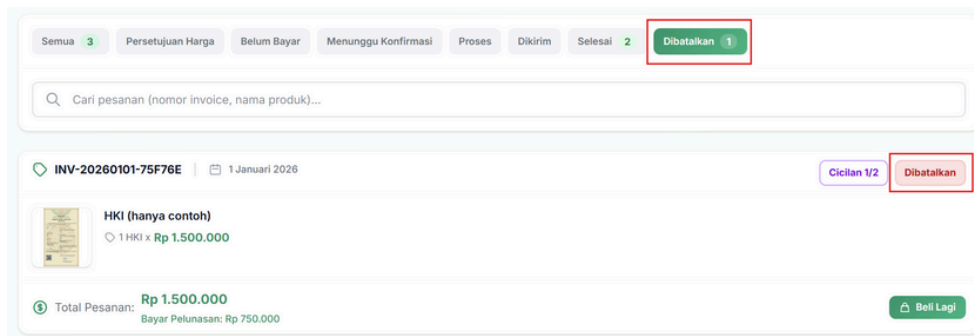 Semua 3 Persetujuan Harga Belum Bayar Menunggu Konfirmasi Proses Dikirim Selesai 2 Dibatalkan 1
Cari pesanan (nomor invoice, nama produk)...
INV-20260101-75F76E 1 Januari 2026 Cicilan 1/2 Dibatalkan
HKI (hanya contoh)
1 HKI x Rp 1.500.000
Total Pesanan: Rp 1.500.000
Bayar Pelunasan: Rp 750.000
Beli Lagi